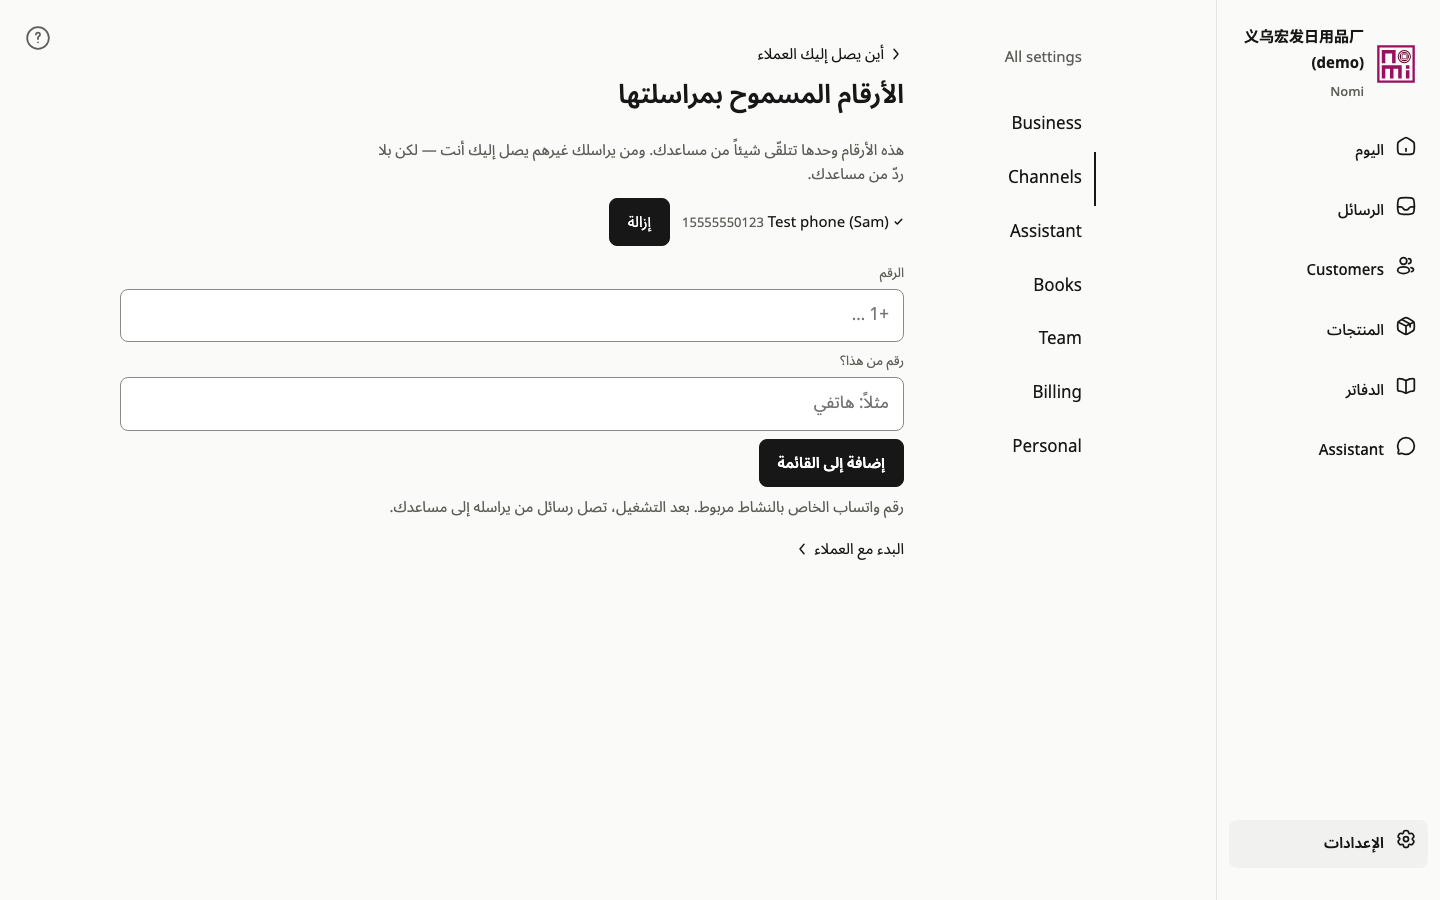 义乌宏发日用品厂
(demo)
Nomi
اليوم
الرسائل
Customers
المنتجات
الدفاتر
Assistant
الإعدادات
All settings
Business
Channels
Assistant
Books
Team
Billing
Personal
أين يصل إليك العملاء
الأرقام المسموح بمراسلتها
هذه الأرقام وحدها تتلقّى شيئاً من مساعدك. ومن يراسلك غيرهم يصل إليك أنت — لكن بلا
ردّ من مساعدك.
✓ Test phone (Sam) 15555550123 إزالة
الرقم
+1 …
رقم من هذا؟
مثلاً: هاتفي
إضافة إلى القائمة
رقم واتساب الخاص بالنشاط مربوط. بعد التشغيل، تصل رسائل من يراسله إلى مساعدك.
البدء مع العملاء
?